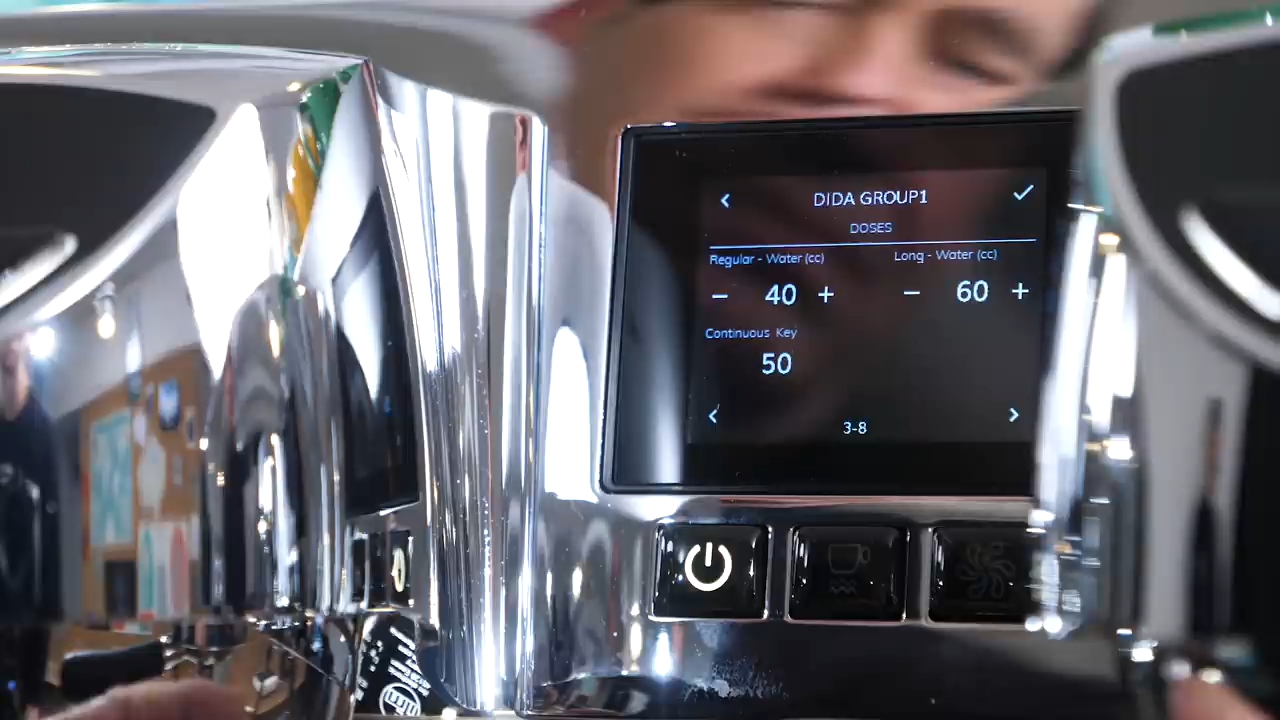 DIDA GROUP1
DOSES
Regular - Water (cc)
Long - Water (cc)
− 40 +
− 60 +
Continuous Key
50
3-8